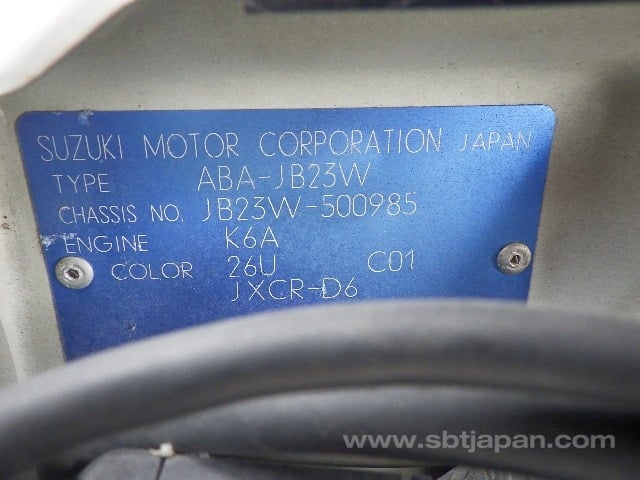 SUZUKI MOTOR CORPORATION JAPAN
TYPE ABA-JB23W
CHASSIS NO. JB23W-500985
ENGINE K6A
COLOR 26U C01
JXCR-D6
www.sbtjapan.com